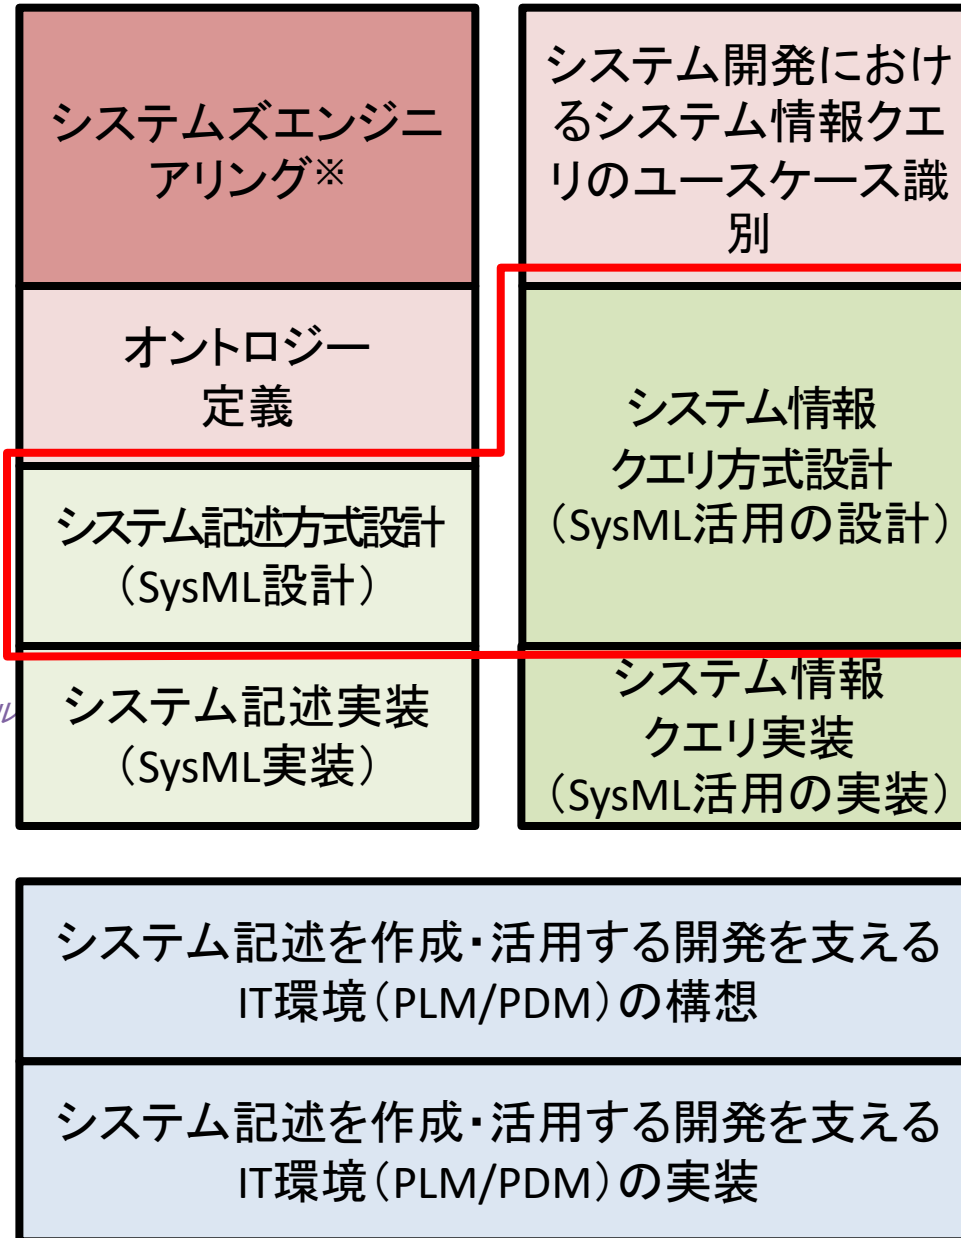 システムズエンジニ
アリング※
オントロジー
定義
システム記述方式設計
（SysML設計）
システム記述実装
（SysML実装）
システム開発におけ
るシステム情報クエ
リのユースケース識
別
システム情報
クエリ方式設計
（SysML活用の設計）
システム情報
クエリ実装
（SysML活用の実装）
システム記述を作成・活用する開発を支える
IT環境（PLM/PDM）の構想
システム記述を作成・活用する開発を支える
IT環境（PLM/PDM）の実装